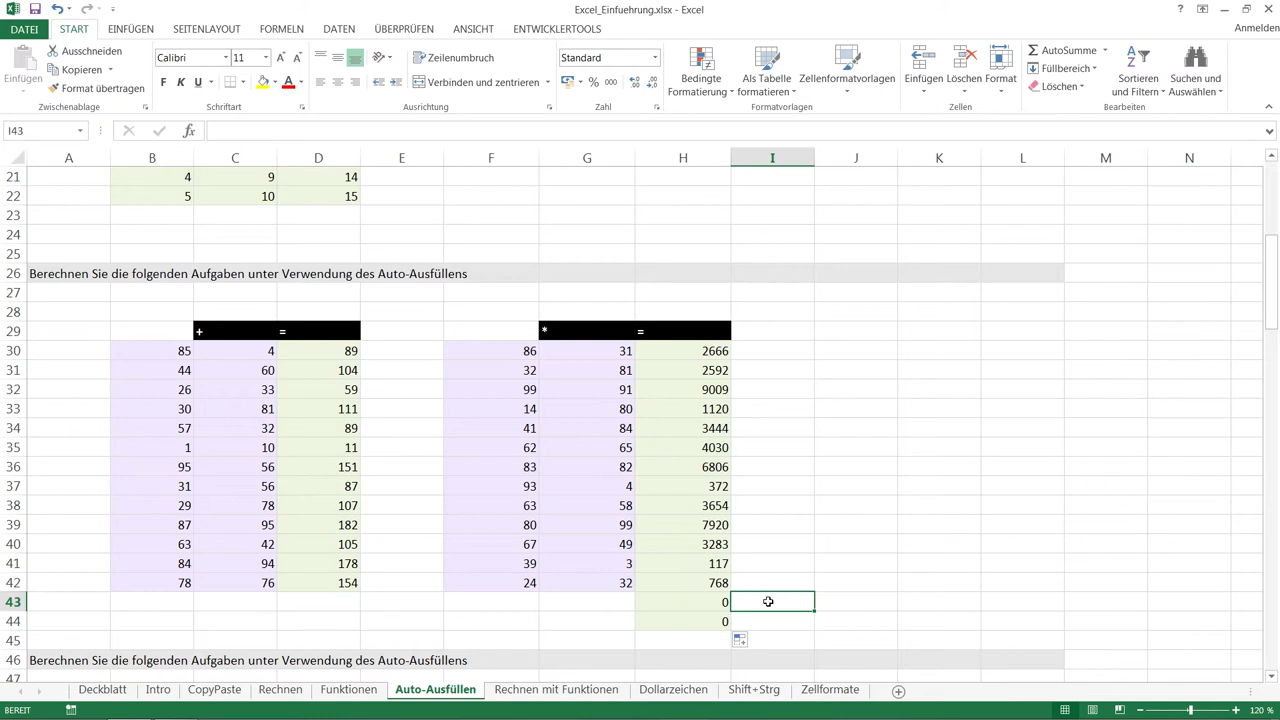 Excel_Einfuehrung.xlsx - Excel
DATEI START EINFÜGEN SEITENLAYOUT FORMELN DATEN ÜBERPRÜFEN ANSICHT ENTWICKLERTOOLS Anmelden
Einfügen Ausschneiden Kopieren Format übertragen
Zwischenablage
Calibri 11
F K U
Schriftart
Zeilenumbruch
Verbinden und zentrieren
Ausrichtung
Standard
Zahl
Bedingte Formatierung Als Tabelle formatieren Zellenformatvorlagen
Formatvorlagen
Einfügen Löschen Format
Zellen
AutoSumme
Füllbereich
Löschen
Sortieren und Filtern Suchen und Auswählen
Bearbeiten
I43
A B C D E F G H I J K L M N
21 4 9 14
22 5 10 15
23
24
25
26 Berechnen Sie die folgenden Aufgaben unter Verwendung des Auto-Ausfüllens
27
28
29 + = * =
30 85 4 89 86 31 2666
31 44 60 104 32 81 2592
32 26 33 59 99 91 9009
33 30 81 111 14 80 1120
34 57 32 89 41 84 3444
35 1 10 11 62 65 4030
36 95 56 151 83 82 6806
37 31 56 87 93 4 372
38 29 78 107 63 58 3654
39 87 95 182 80 99 7920
40 63 42 105 67 49 3283
41 84 94 178 39 3 117
42 78 76 154 24 32 768
43 0
44 0
45
46 Berechnen Sie die folgenden Aufgaben unter Verwendung des Auto-Ausfüllens
47
Deckblatt Intro CopyPaste Rechnen Funktionen Auto-Ausfüllen Rechnen mit Funktionen Dollarzeichen Shift+Strg Zellformate
BEREIT 120 %